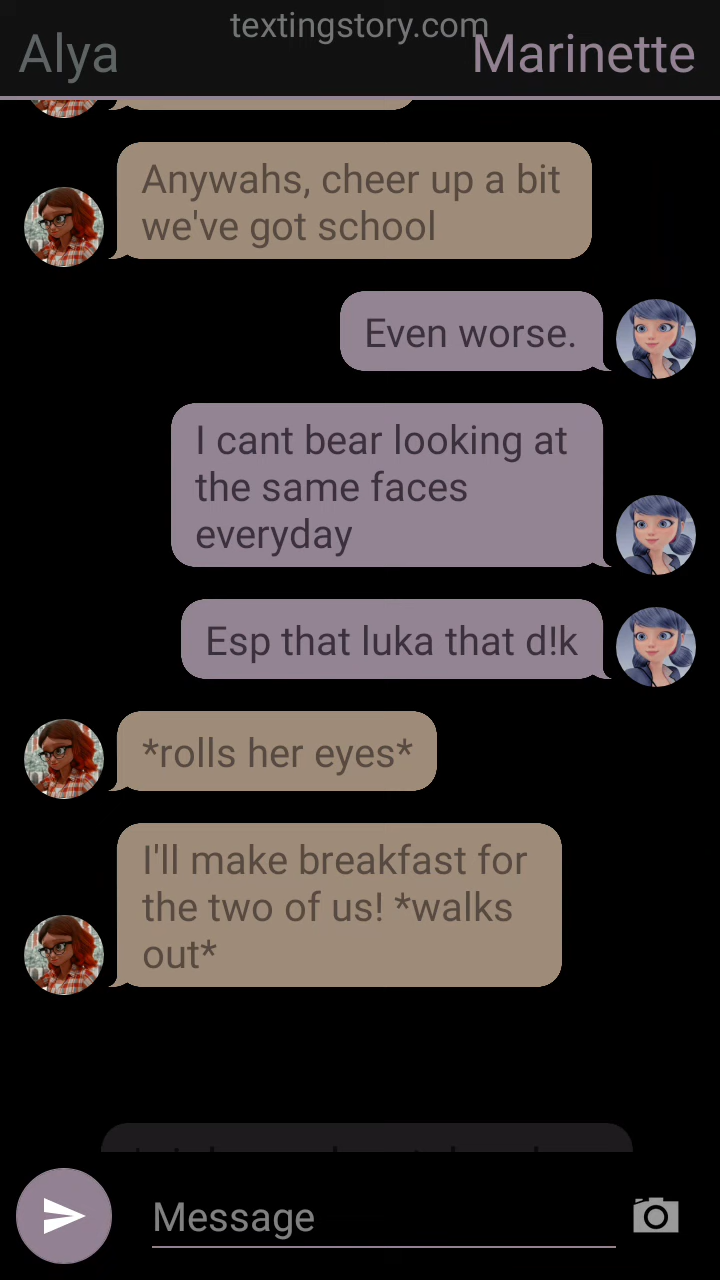 textingstory.com
Alya
Marinette
Anywahs, cheer up a bit
we've got school
Even worse.
I cant bear looking at
the same faces
everyday
Esp that luka that d!k
*rolls her eyes*
I'll make breakfast for
the two of us! *walks
out*
Message